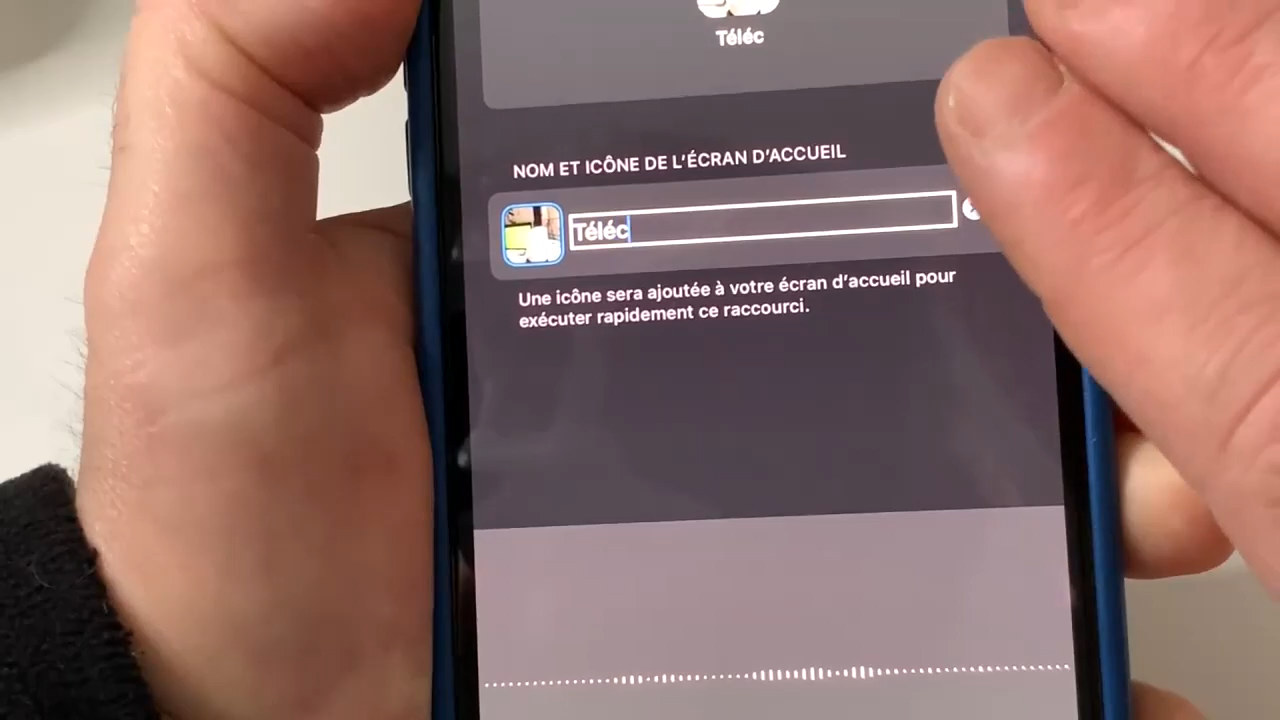 Téléc
NOM ET ICÔNE DE L'ÉCRAN D'ACCUEIL
Téléc
Une icône sera ajoutée à votre écran d'accueil pour
exécuter rapidement ce raccourci.